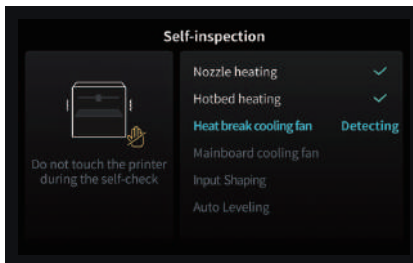 Self-inspection
Do not touch the printer
during the self-check
Nozzle heating
Hotbed heating
Heat break cooling fan Detecting
Mainboard cooling fan
Input Shaping
Auto Leveling